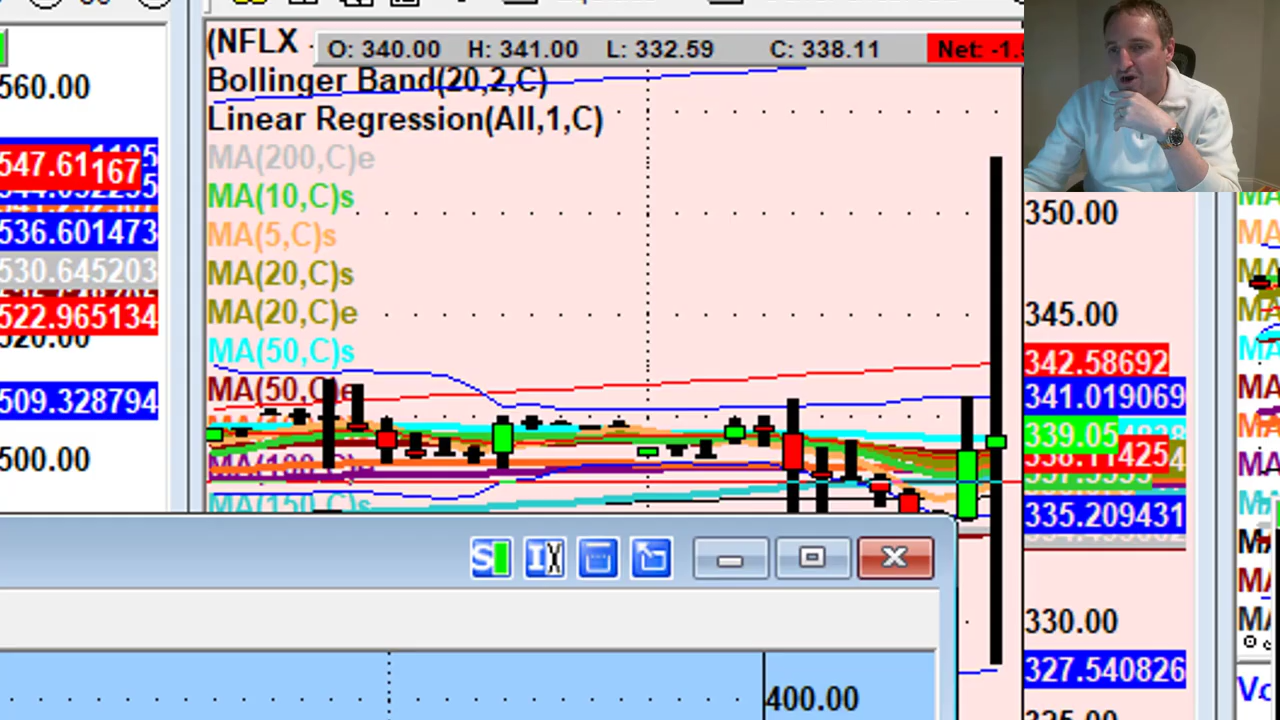 (NFLX
O: 340.00 H: 341.00 L: 332.59 C: 338.11 Net: -1.
Bollinger Band(20,2,C)
Linear Regression(All,1,C)
MA(200,C)e
MA(10,C)s
MA(5,C)s
MA(20,C)s
MA(20,C)e
MA(50,C)s
MA(50,C)e
MA(150,C)s
560.00
547.61
167
536.601473
530.645203
522.965134
509.328794
500.00
350.00
345.00
342.58692
341.019069
339.05
335.209431
330.00
327.540826
400.00